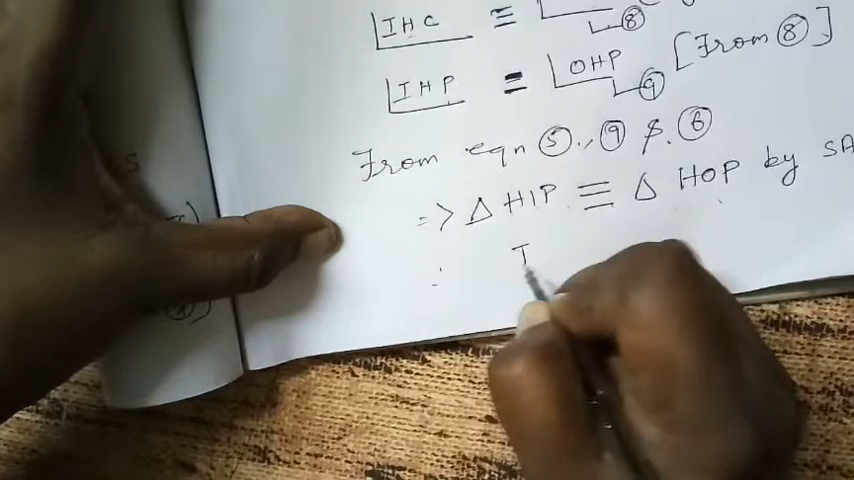 ∟IHC ≡ ⑧
∟IHP ≡ ∟OHP ⑨ [From ⑧]
From eqn ⑤, ⑨ & ⑥
=> △ HIP ≡ △ HOP by SA
∴ I